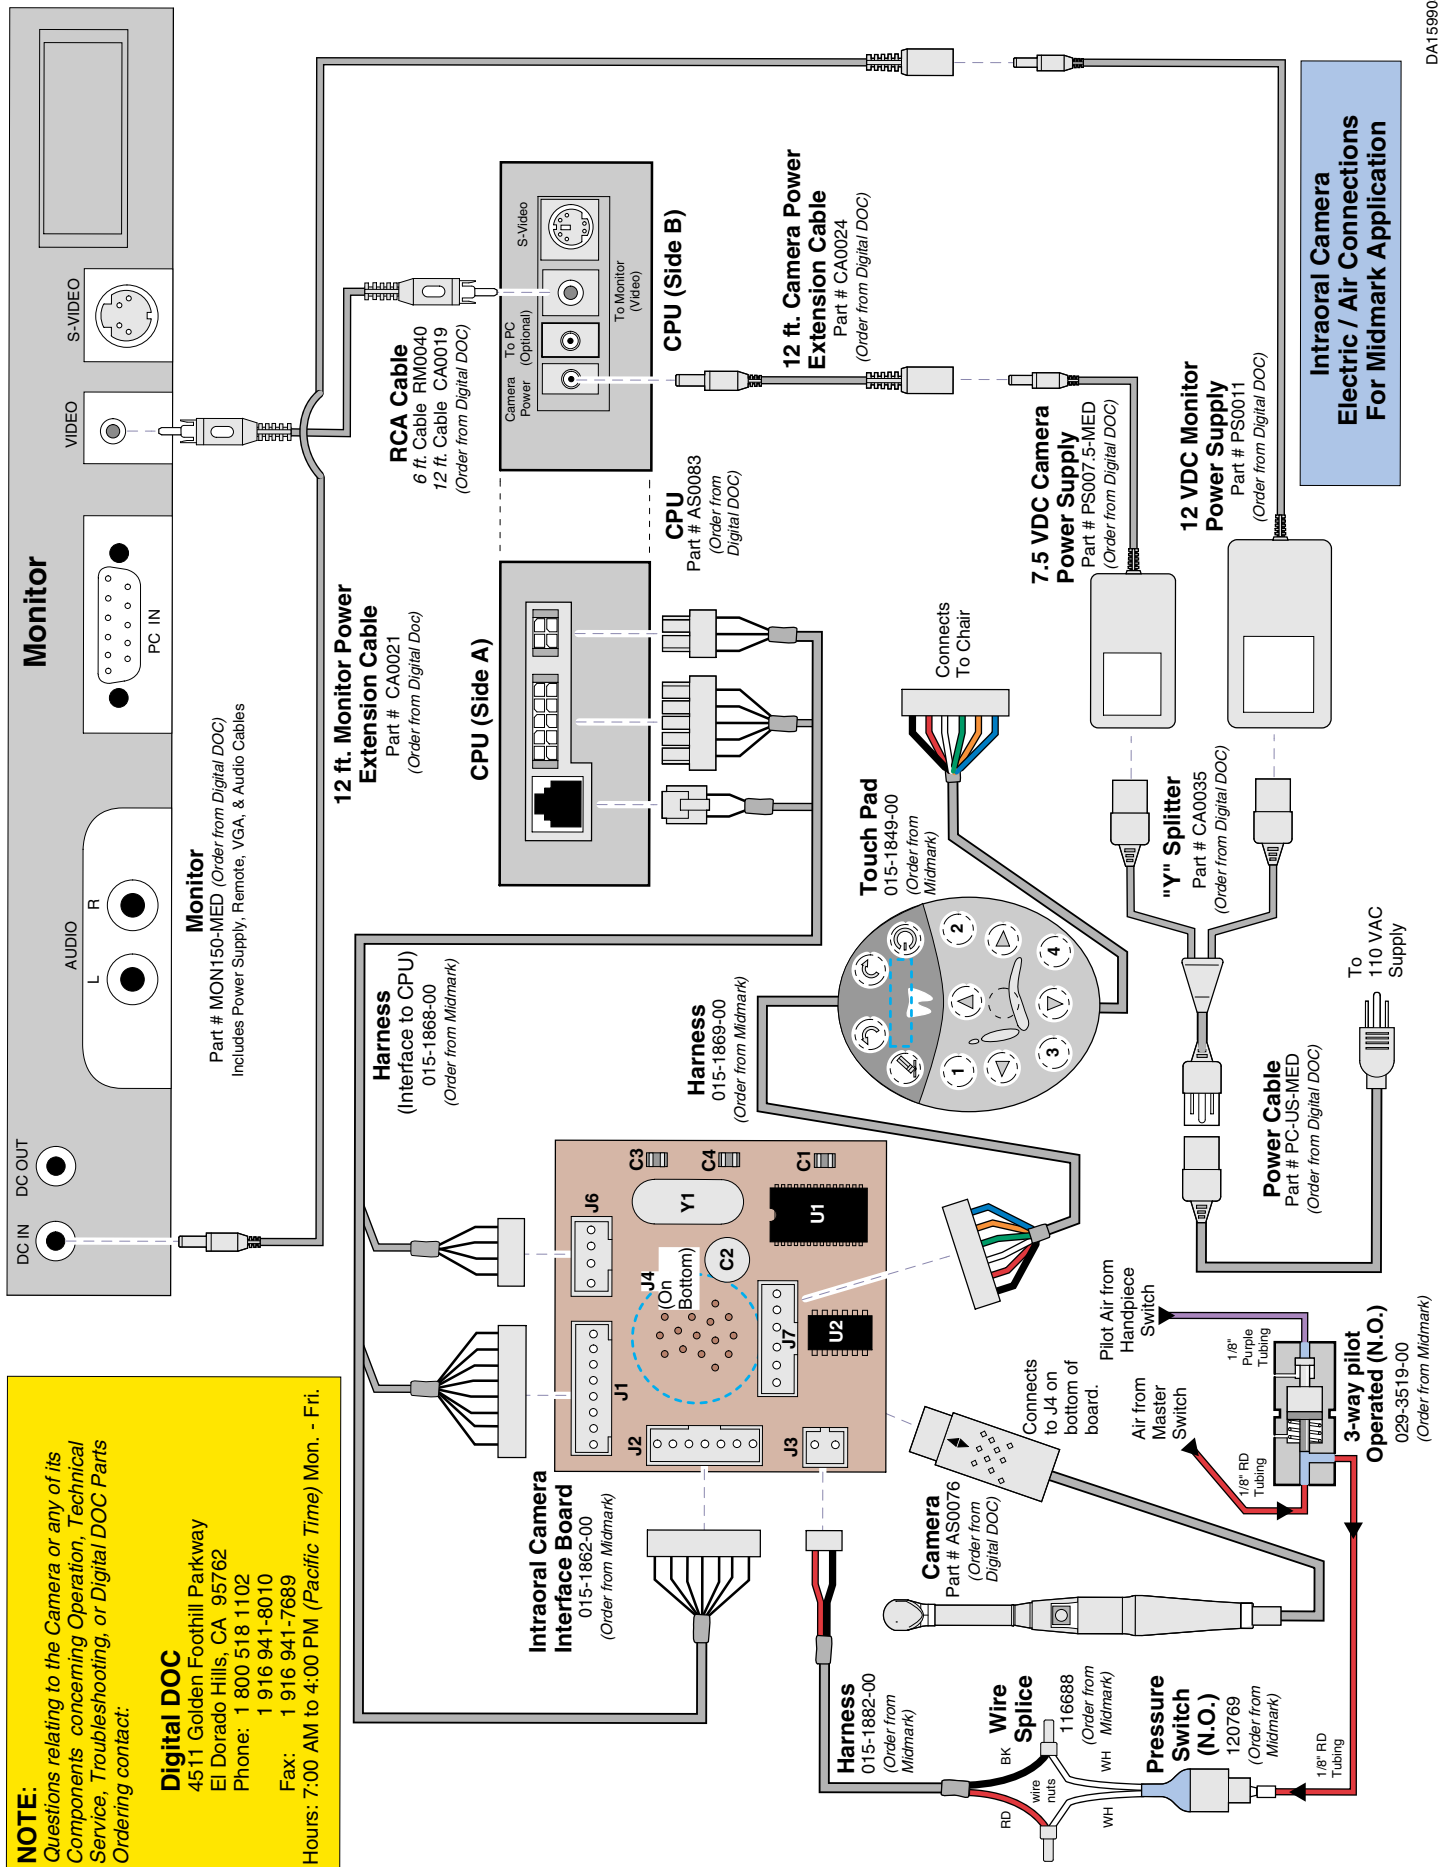 NOTE:
Questions relating to the Camera or any of its
Components concerning Operation, Technical
Service, Troubleshooting, or Digital DOC Parts
Ordering contact:
Digital DOC
4511 Golden Foothill Parkway
El Dorado Hills, CA 95762
Phone: 1 800 518 1102
1 916 941-8010
Fax: 1 916 941-7689
Hours: 7:00 AM to 4:00 PM (Pacific Time) Mon. - Fri.
Monitor
DC IN
DC OUT
AUDIO
L
R
PC IN
VIDEO
S-VIDEO
Monitor
Part # MON150-MED (Order from Digital DOC)
Includes Power Supply, Remote, VGA, & Audio Cables
12 ft. Monitor Power
Extension Cable
Part # CA0021
(Order from Digital Doc)
RCA Cable
6 ft. Cable RM0040
12 ft. Cable CA0019
(Order from Digital DOC)
Harness
(Interface to CPU)
015-1868-00
(Order from Midmark)
CPU (Side A)
CPU
Part # AS0083
(Order from
Digital DOC)
Camera
Power
To PC
(Optional)
S-Video
To Monitor
(Video)
CPU (Side B)
12 ft. Camera Power
Extension Cable
Part # CA0024
(Order from Digital DOC)
Intraoral Camera
Interface Board
015-1862-00
(Order from Midmark)
J1
J2
J3
J4
(On
Bottom)
J6
J7
C1
C2
C3
C4
Y1
U1
U2
Harness
015-1869-00
(Order from Midmark)
Touch Pad
015-1849-00
(Order from
Midmark)
1
2
3
4
Connects
To Chair
7.5 VDC Camera
Power Supply
Part # PS007.5-MED
(Order from Digital DOC)
12 VDC Monitor
Power Supply
Part # PS0011
(Order from Digital DOC)
"Y" Splitter
Part # CA0035
(Order from Digital DOC)
Power Cable
Part # PC-US-MED
(Order from Digital DOC)
To
110 VAC
Supply
Harness
015-1882-00
(Order from
Midmark)
Camera
Part # AS0076
(Order from
Digital DOC)
Connects
to J4 on
bottom of
board.
Wire
Splice
116688
(Order from
Midmark)
RD
BK
wire
nuts
WH
WH
Pressure
Switch
(N.O.)
120769
(Order from
Midmark)
1/8" RD
Tubing
Air from
Master
Switch
1/8" RD
Tubing
Pilot Air from
Handpiece
Switch
1/8"
Purple
Tubing
3-way pilot
Operated (N.O.)
029-3519-00
(Order from Midmark)
Intraoral Camera
Electric / Air Connections
For Midmark Application
DA15990